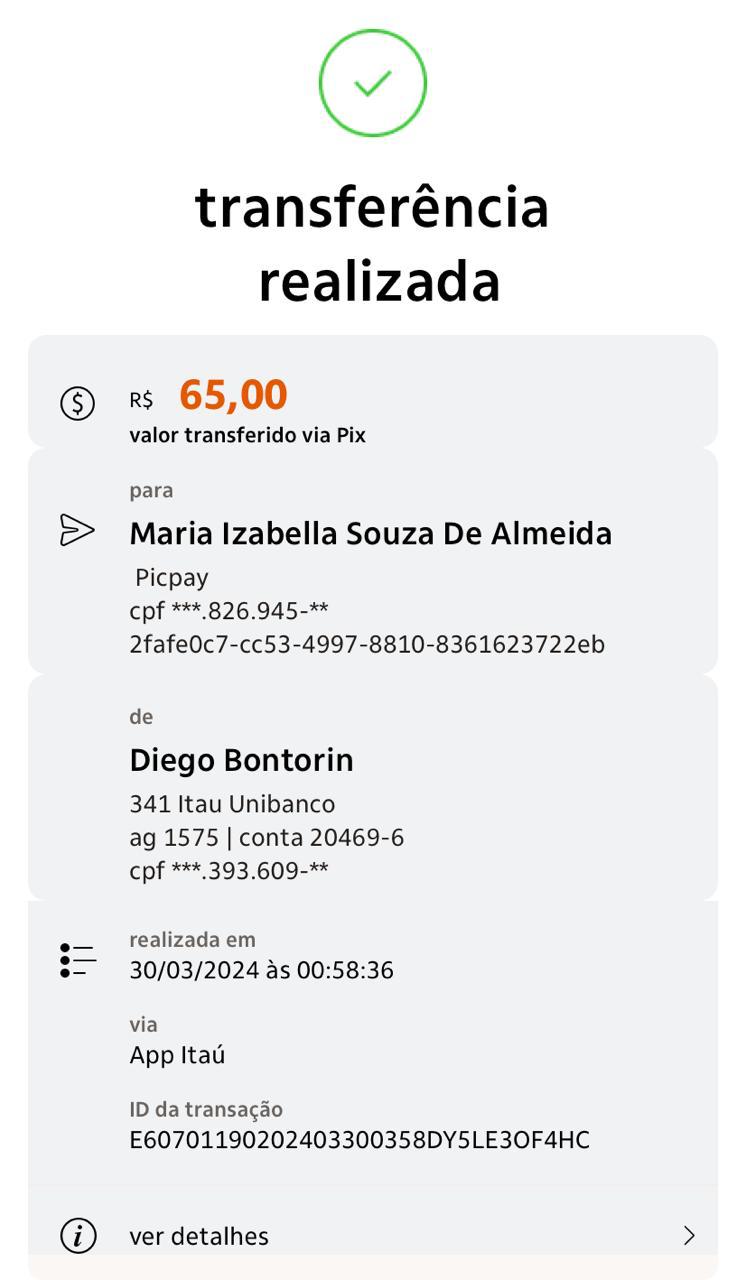 transferência
realizada
R$ 65,00
valor transferido via Pix
para
Maria Izabella Souza De Almeida
Picpay
cpf ***.826.945-**
2fafe0c7-cc53-4997-8810-8361623722eb
de
Diego Bontorin
341 Itau Unibanco
ag 1575 | conta 20469-6
cpf ***.393.609-**
realizada em
30/03/2024 às 00:58:36
via
App Itaú
ID da transação
E60701190202403300358DY5LE3OF4HC
ver detalhes